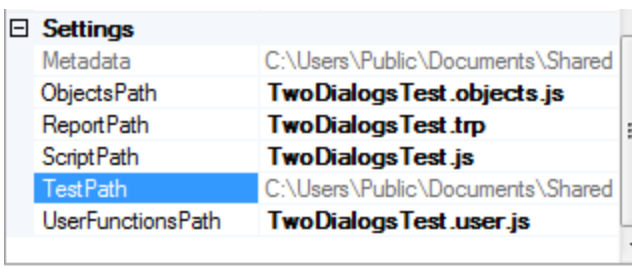 Settings
Metadata C:\Users\Public\Documents\Shared
ObjectsPath TwoDialogsTest.objects.js
ReportPath TwoDialogsTest.trp
ScriptPath TwoDialogsTest.js
TestPath C:\Users\Public\Documents\Shared
UserFunctionsPath TwoDialogsTest.user.js